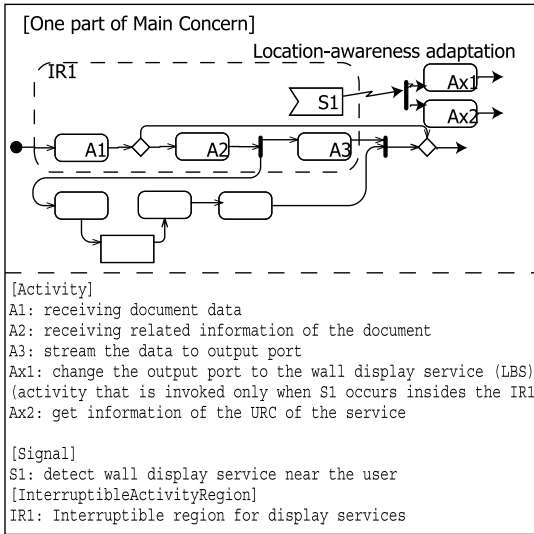 [One part of Main Concern]
Location-awareness adaptation
IR1
S1
Ax1
Ax2
A1
A2
A3
[Activity]
A1: receiving document data
A2: receiving related information of the document
A3: stream the data to output port
Ax1: change the output port to the wall display service (LBS)
(activity that is invoked only when S1 occurs insides the IR1
Ax2: get information of the URC of the service
[Signal]
S1: detect wall display service near the user
[InterruptibleActivityRegion]
IR1: Interruptible region for display services